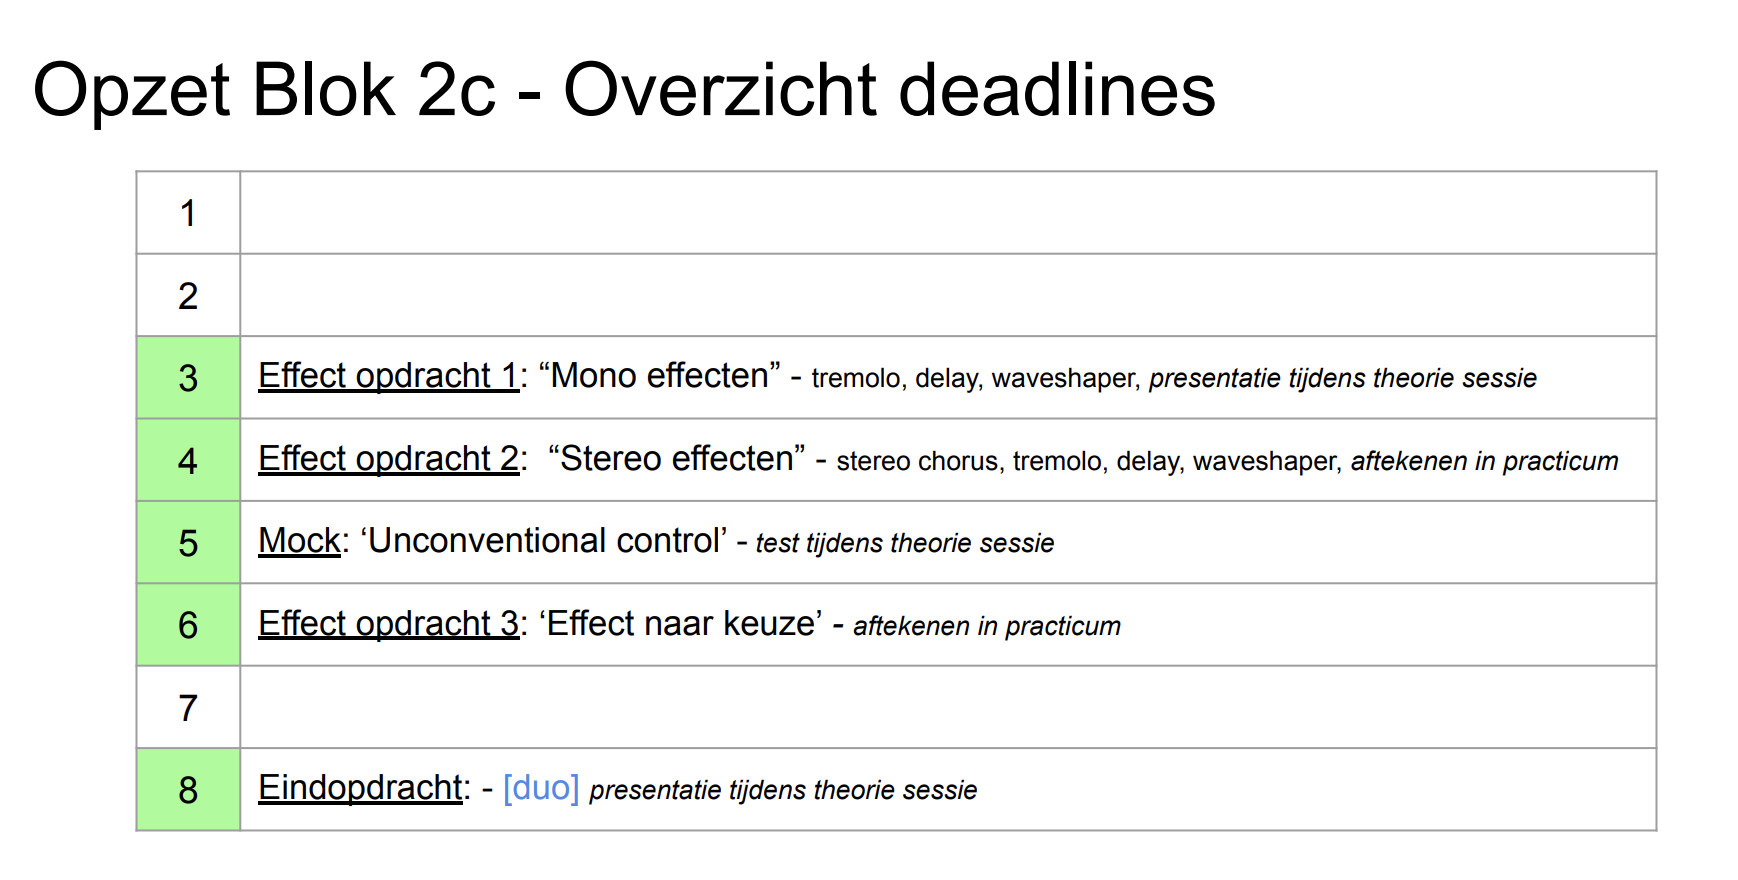 Opzet Blok 2c - Overzicht deadlines
1
2
3 Effect opdracht 1: “Mono effecten” - tremolo, delay, waveshaper, presentatie tijdens theorie sessie
4 Effect opdracht 2: “Stereo effecten” - stereo chorus, tremolo, delay, waveshaper, aftekenen in practicum
5 Mock: ‘Unconventional control’ - test tijdens theorie sessie
6 Effect opdracht 3: ‘Effect naar keuze’ - aftekenen in practicum
7
8 Eindopdracht: - [duo] presentatie tijdens theorie sessie